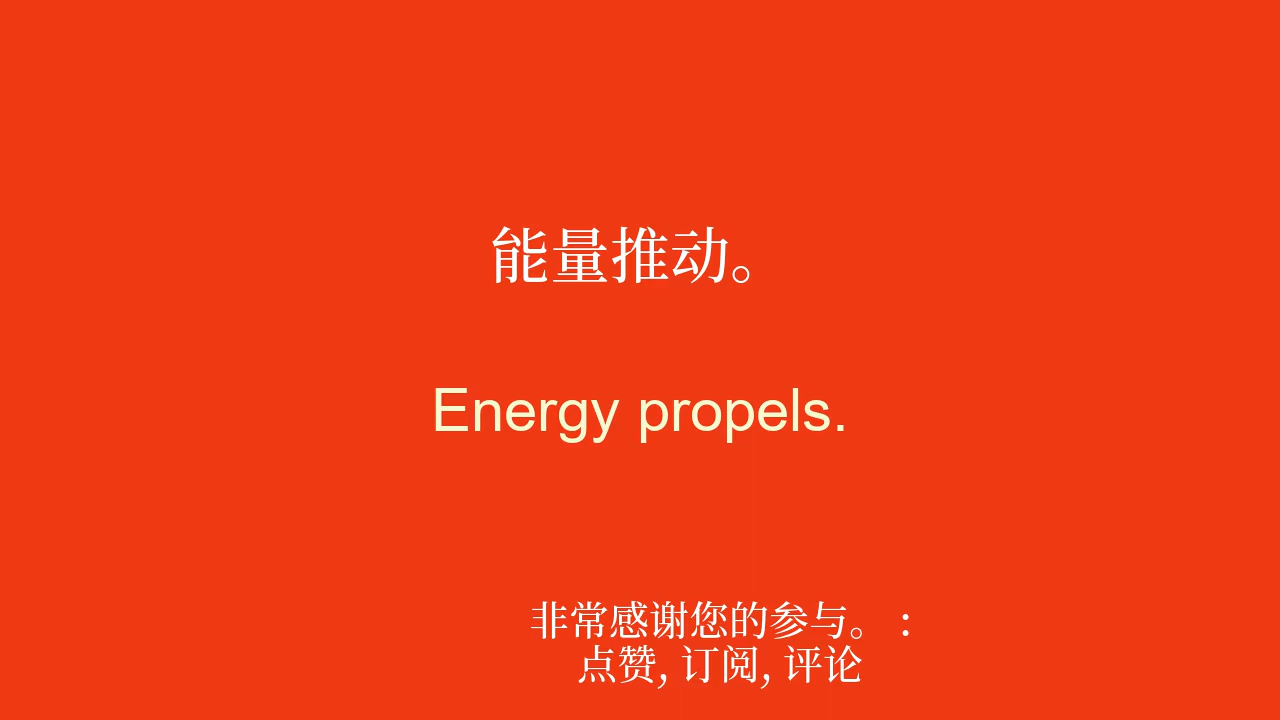 能量推动。
Energy propels.
非常感谢您的参与。 :
点赞, 订阅, 评论